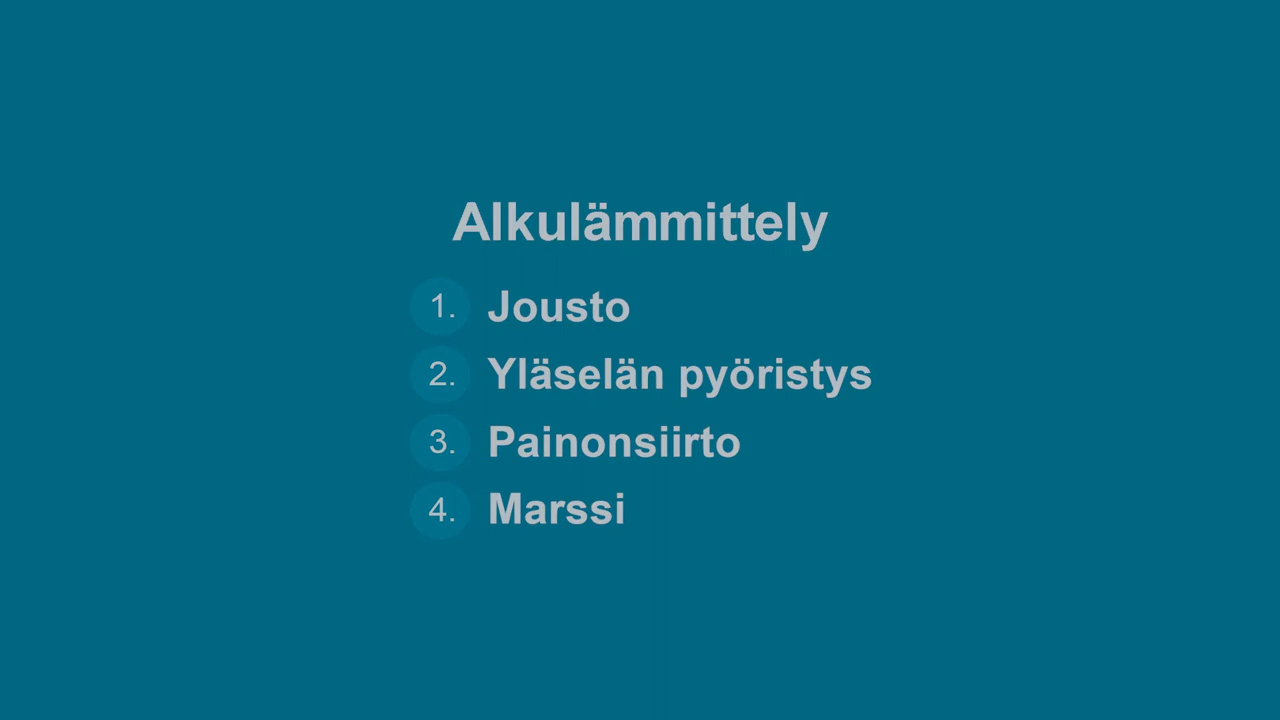 Alkulämmittely
1. Jousto
2. Yläselän pyöristys
3. Painonsiirto
4. Marssi